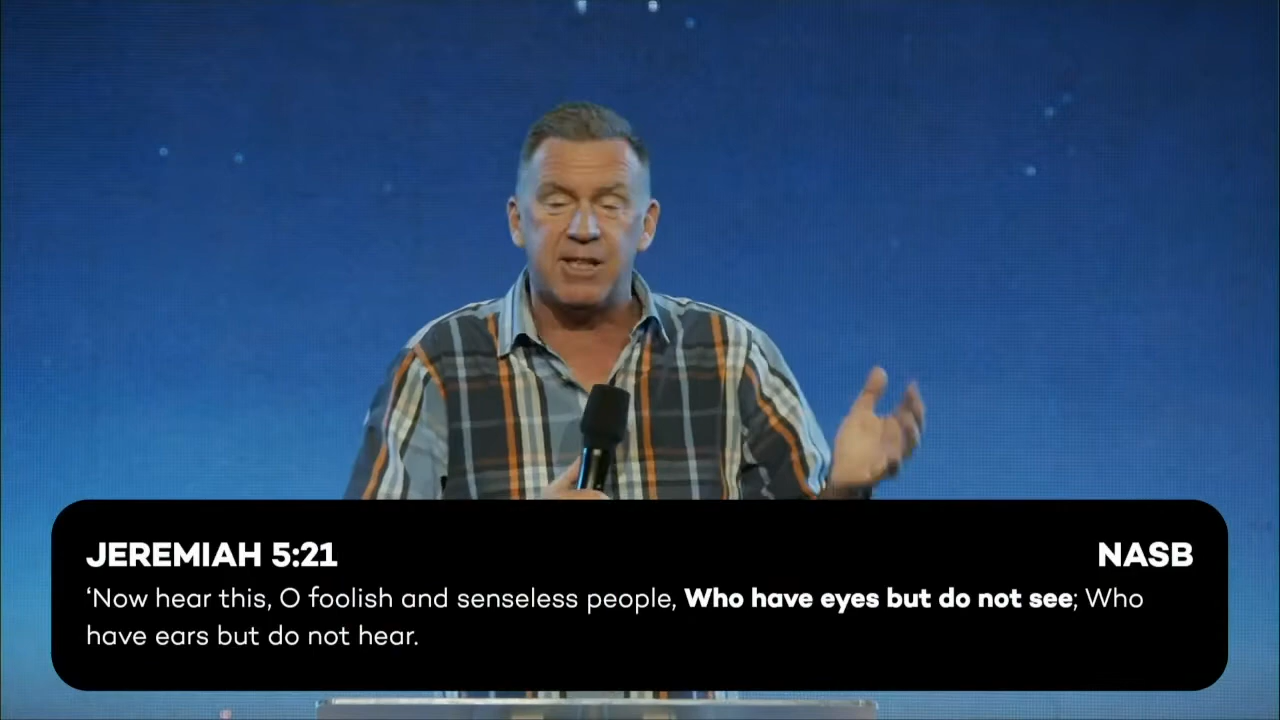 JEREMIAH 5:21 NASB
‘Now hear this, O foolish and senseless people, Who have eyes but do not see; Who
have ears but do not hear.